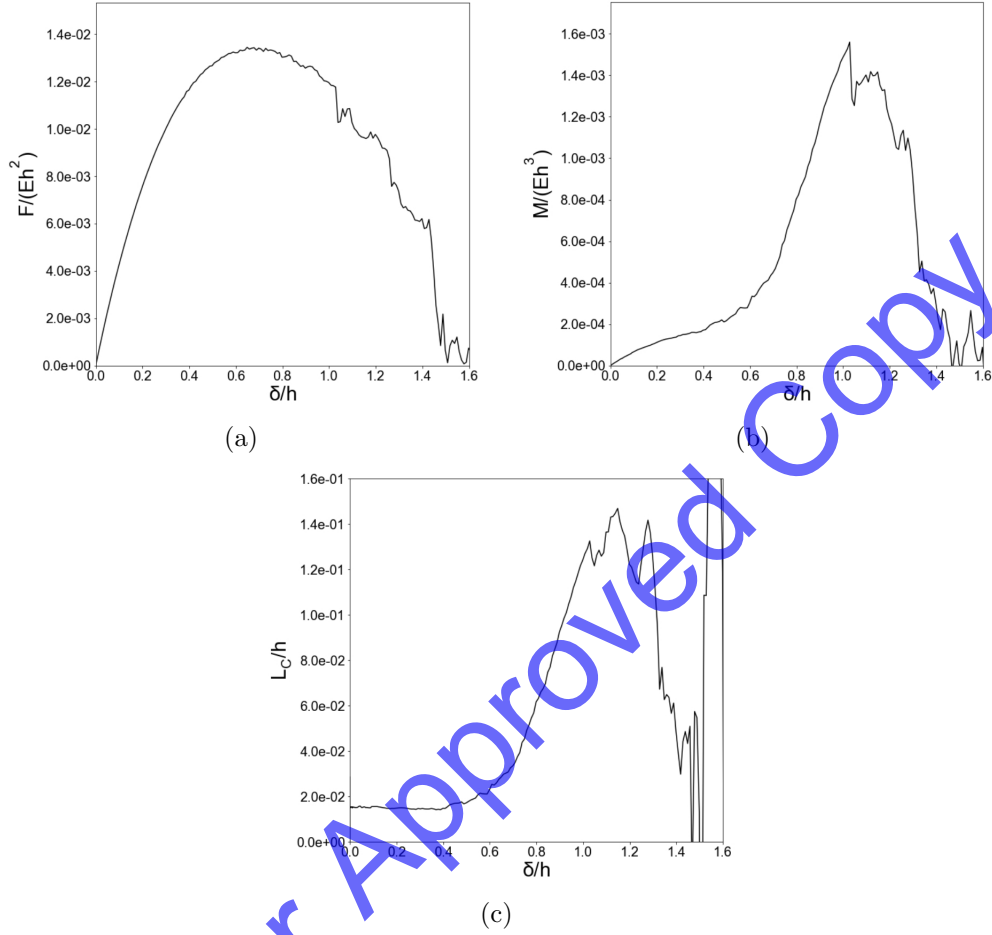 F/(Eh²)
1.4e-02
1.2e-02
1.0e-02
8.0e-03
6.0e-03
4.0e-03
2.0e-03
0.0e+00
0.0 0.2 0.4 0.6 0.8 1.0 1.2 1.4 1.6
δ/h
(a)
M/(Eh³)
1.6e-03
1.4e-03
1.2e-03
1.0e-03
8.0e-04
6.0e-04
4.0e-04
2.0e-04
0.0e+00
0.0 0.2 0.4 0.6 0.8 1.0 1.2 1.4 1.6
δ/h
(b)
L_C/h
1.6e-01
1.4e-01
1.2e-01
1.0e-01
8.0e-02
6.0e-02
4.0e-02
2.0e-02
0.0e+00
0.0 0.2 0.4 0.6 0.8 1.0 1.2 1.4 1.6
δ/h
(c)
r Approved Copy